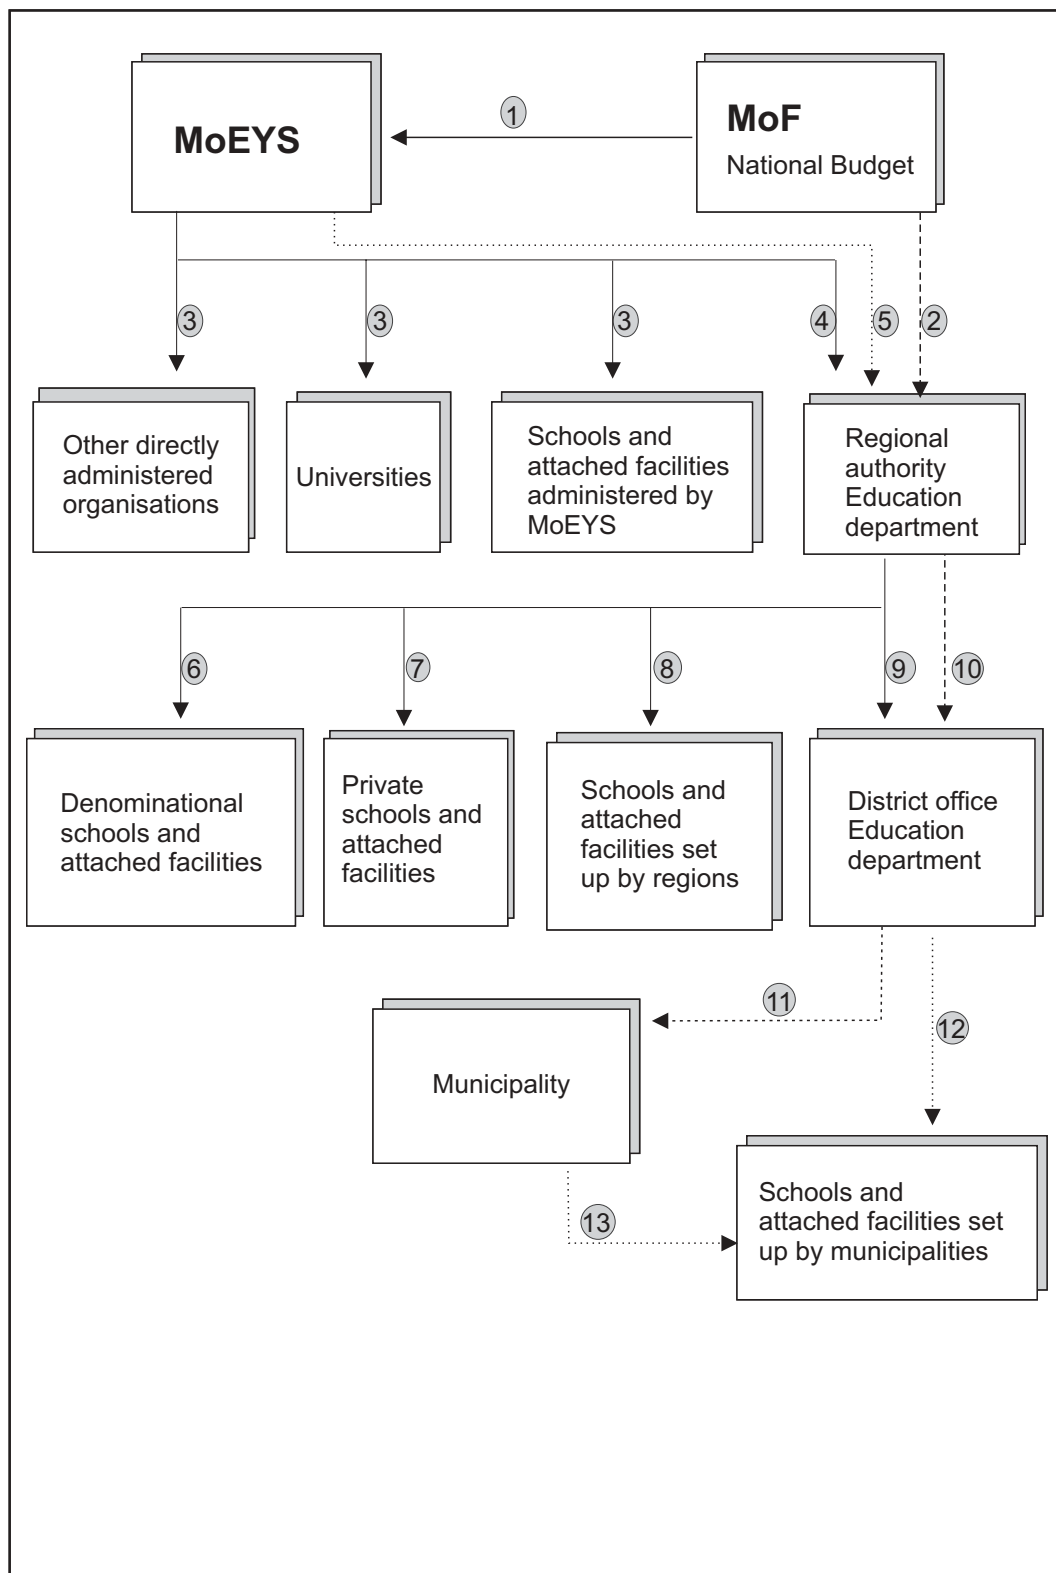 MoEYS
1
MoF
National Budget
3
3
3
4
5
2
Other directly
administered
organisations
Universities
Schools and
attached facilities
administered by
MoEYS
Regional
authority
Education
department
6
7
8
9
10
Denominational
schools and
attached facilities
Private
schools and
attached
facilities
Schools and
attached
facilities set
up by regions
District office
Education
department
11
12
Municipality
13
Schools and
attached facilities set
up by municipalities